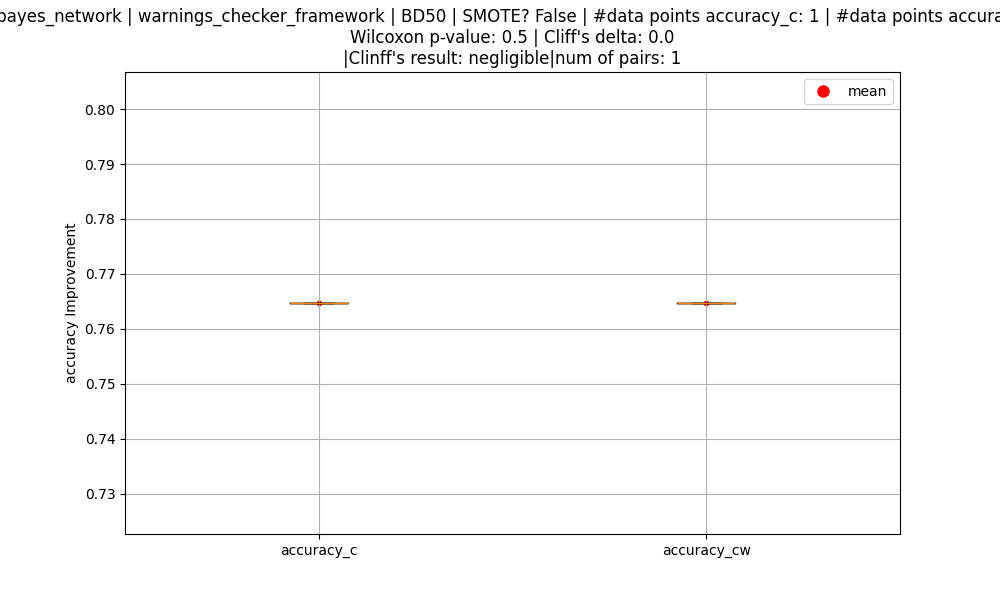 bayes_network | warnings_checker_framework | BD50 | SMOTE? False | #data points accuracy_c: 1 | #data points
Wilcoxon p-value: 0.5 | Cliff's delta: 0.0
|Clinff's result: negligible|num of pairs: 1
mean
0.80
0.79
0.78
0.77
0.76
0.75
0.74
0.73
accuracy Improvement
accuracy_c
accuracy_cw